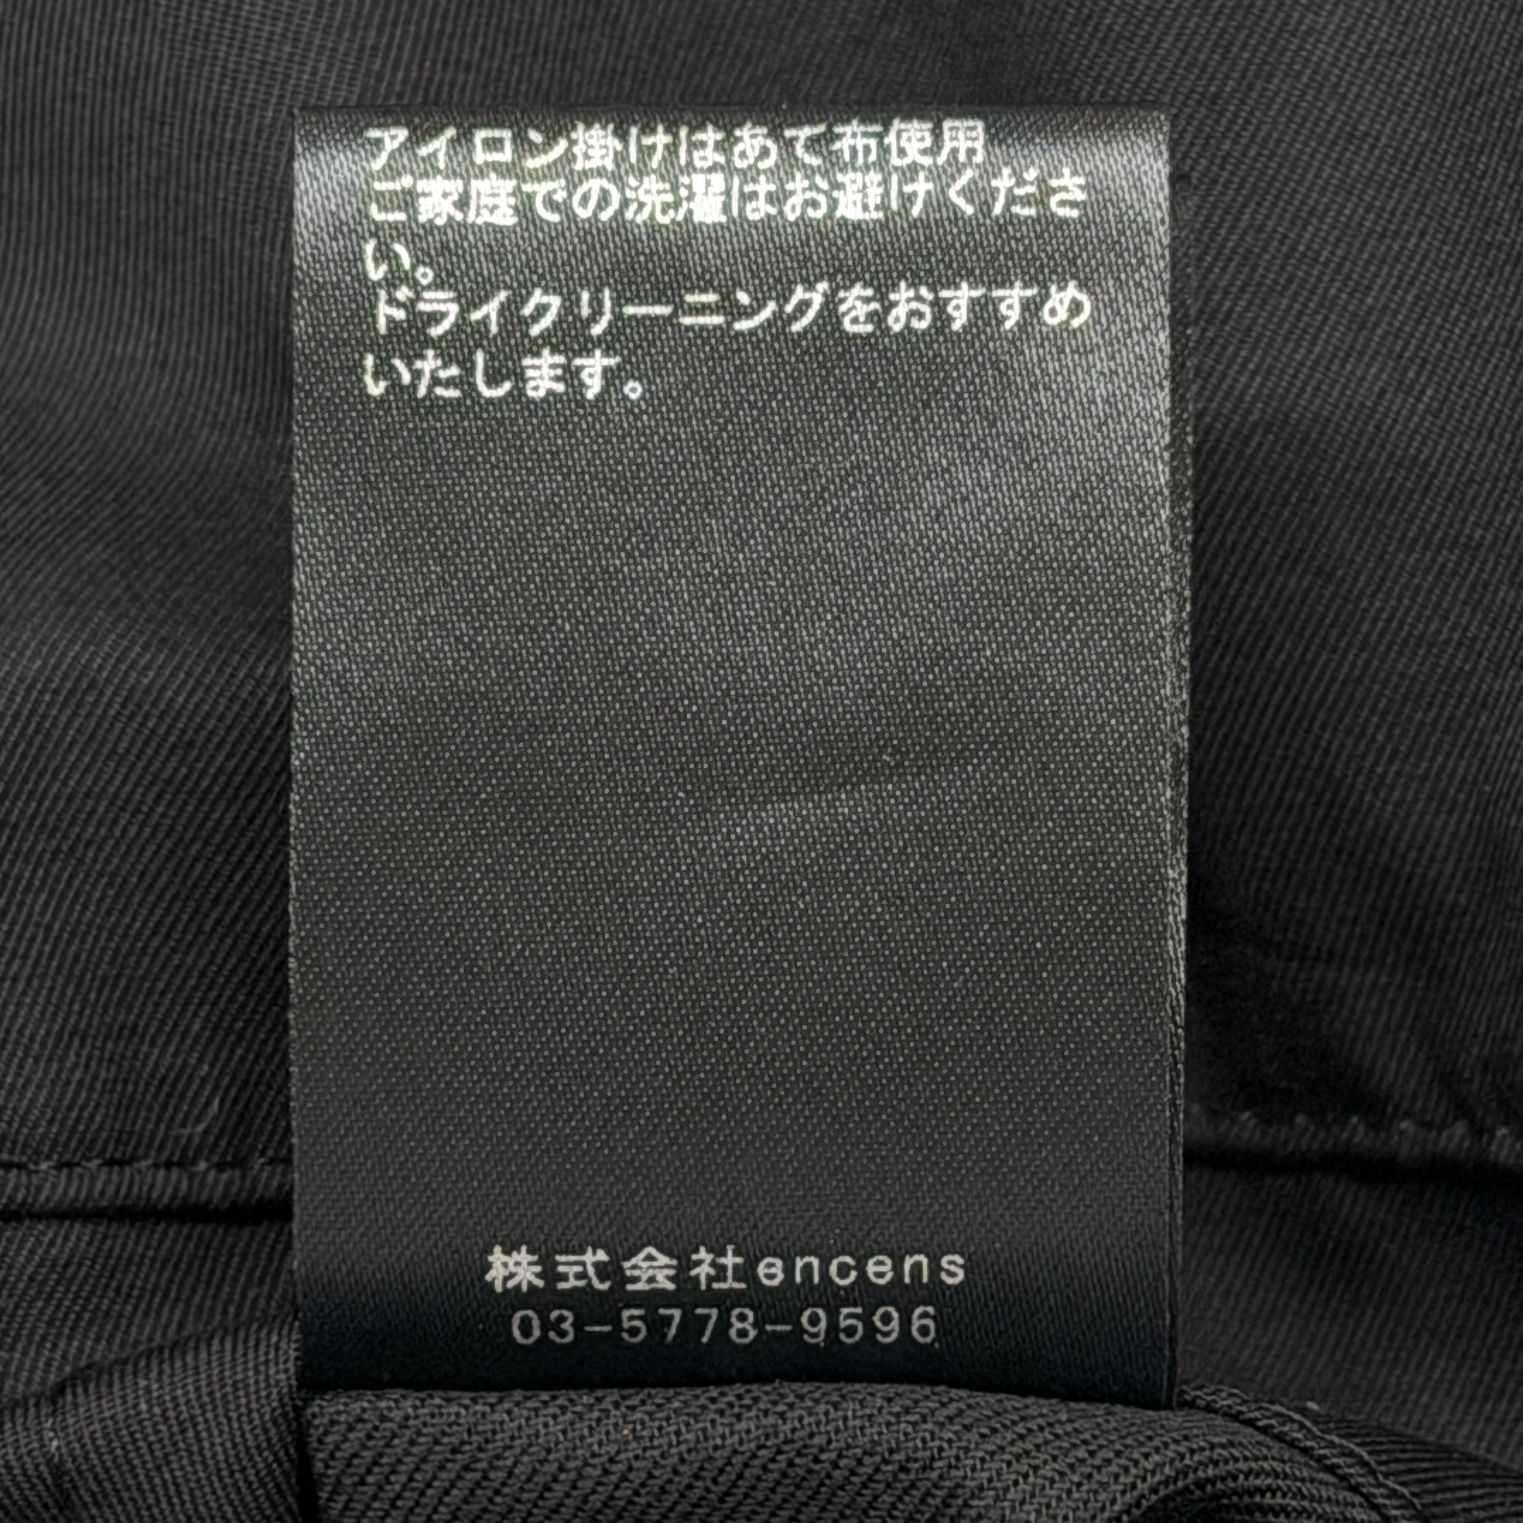 アイロン掛けはあて布使用
ご家庭での洗濯はお避けくださ
い。
ドライクリーニングをおすすめ
いたします。
株式会社encens
03-5778-9596